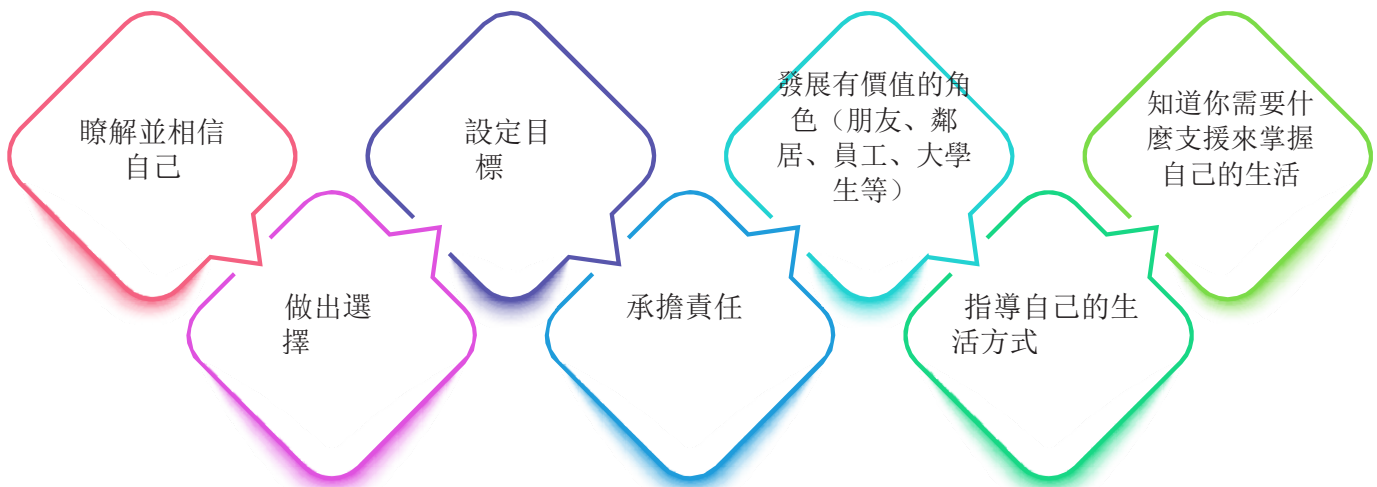 瞭解並相信
自己
做出選
擇
設定目
標
承擔責任
發展有價值的角
色（朋友、鄰
居、員工、大學
生等）
指導自己的生
活方式
知道你需要什
麼支援來掌握
自己的生活